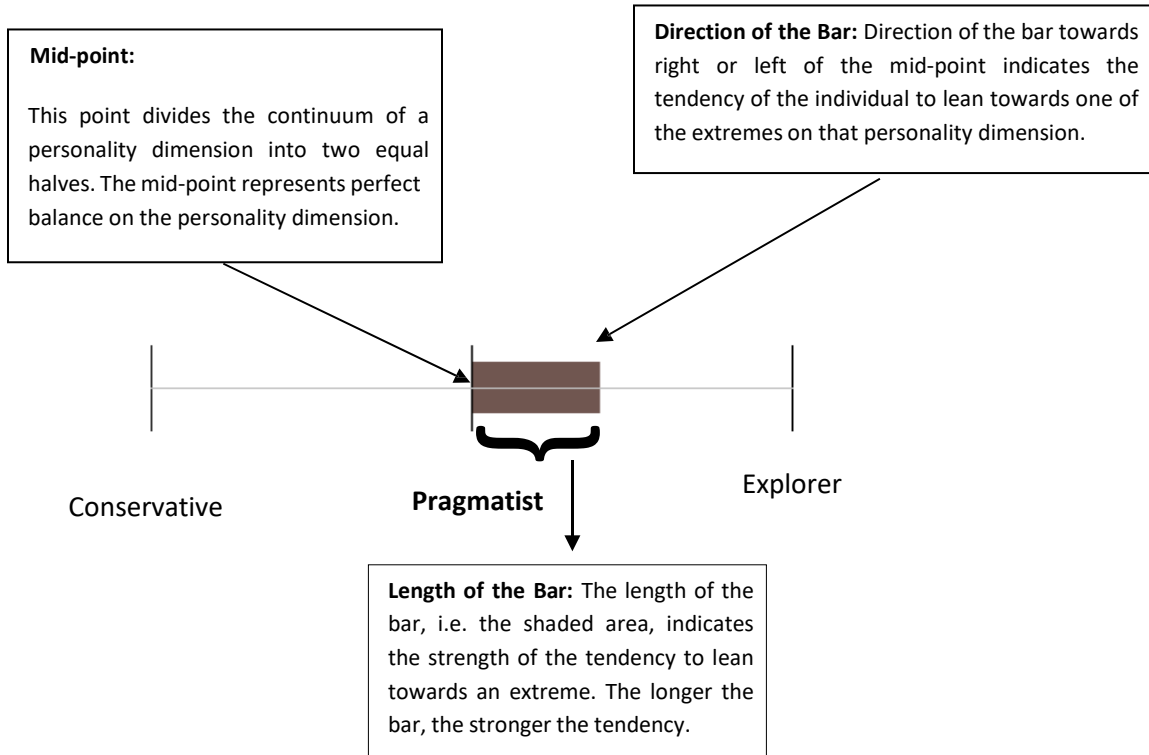 Mid-point:
This point divides the continuum of a
personality dimension into two equal
halves. The mid-point represents perfect
balance on the personality dimension.
Direction of the Bar: Direction of the bar towards
right or left of the mid-point indicates the
tendency of the individual to lean towards one of
the extremes on that personality dimension.
Conservative
Pragmatist
Explorer
Length of the Bar: The length of the
bar, i.e. the shaded area, indicates
the strength of the tendency to lean
towards an extreme. The longer the
bar, the stronger the tendency.